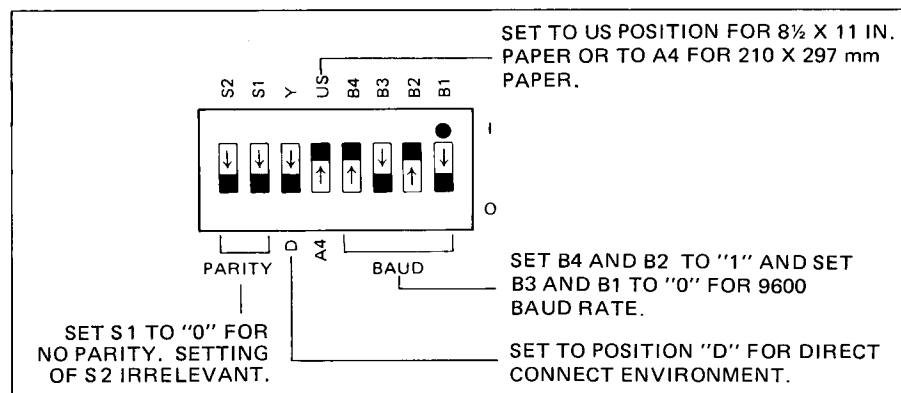 SET TO US POSITION FOR 8½ X 11 IN.
PAPER OR TO A4 FOR 210 X 297 mm
PAPER.
S2 S1 Y US B4 B3 B2 B1
I
O
D A4
PARITY BAUD
SET B4 AND B2 TO "1" AND SET
B3 AND B1 TO "0" FOR 9600
BAUD RATE.
SET S1 TO "0" FOR
NO PARITY. SETTING
OF S2 IRRELEVANT.
SET TO POSITION "D" FOR DIRECT
CONNECT ENVIRONMENT.